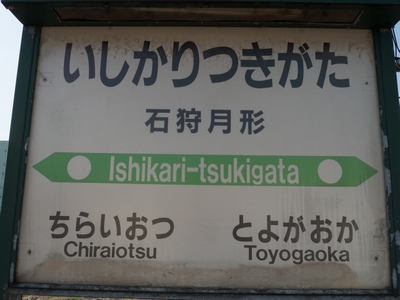 いしかりつきがた
石狩月形
Ishikari-tsukigata
ちらいおつ とよがおか
Chiraiotsu Toyogaoka